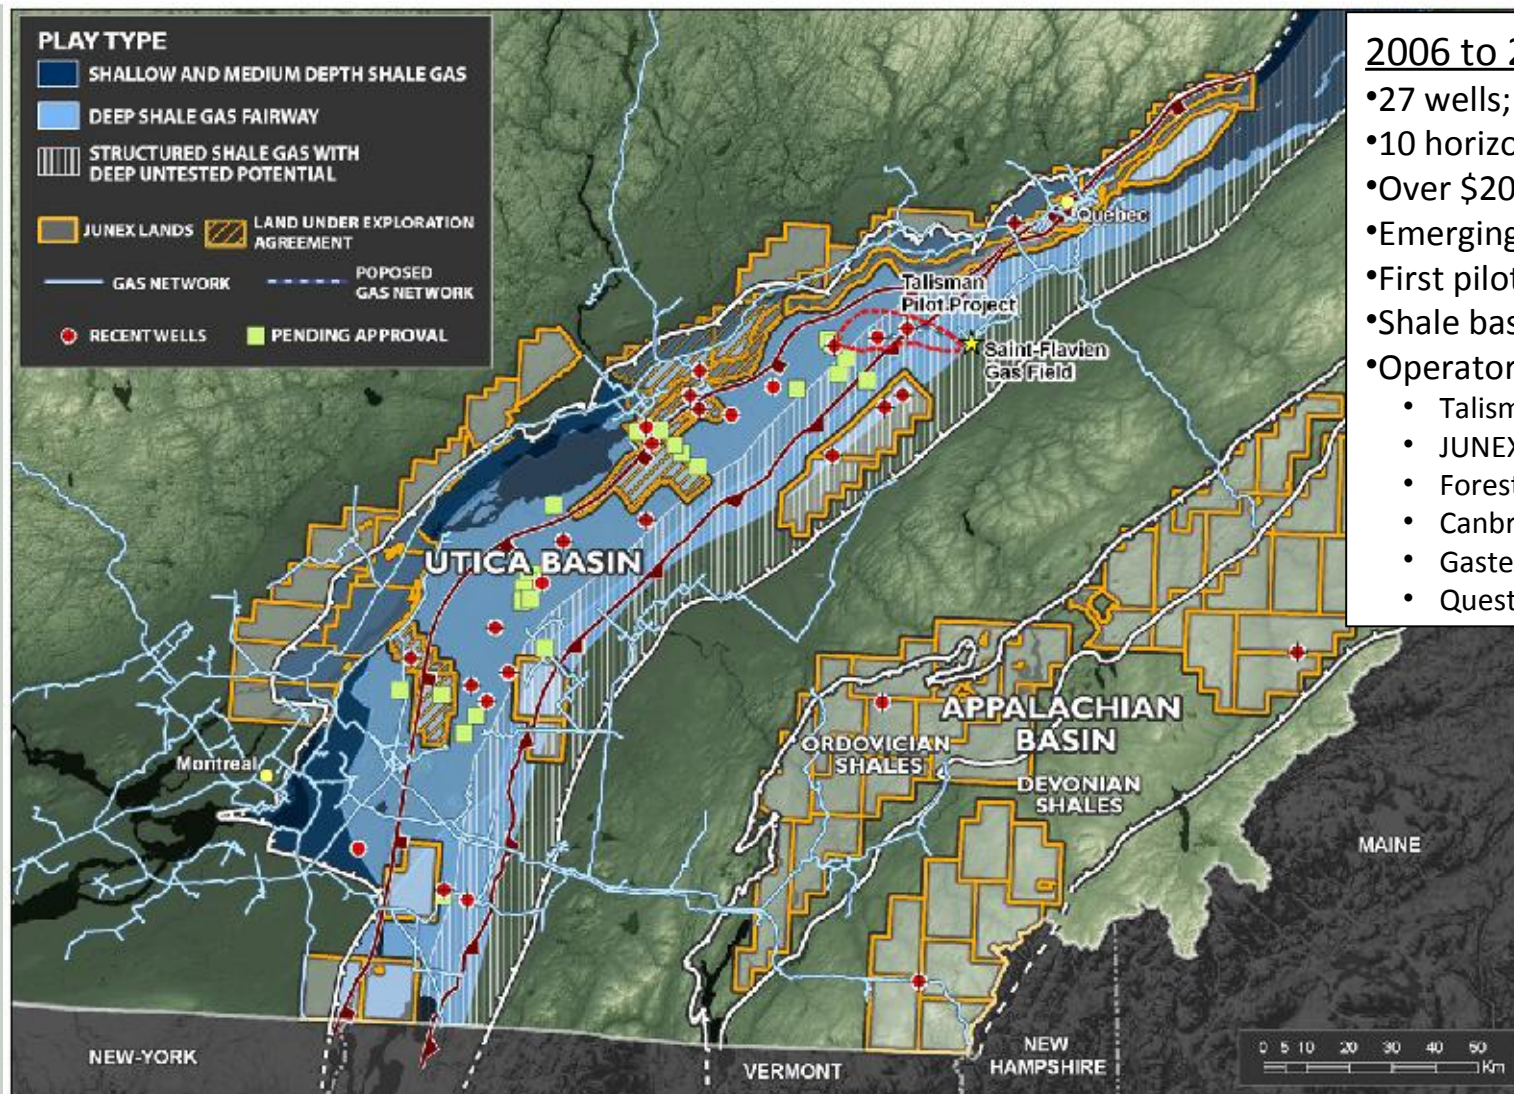 PLAY TYPE
SHALLOW AND MEDIUM DEPTH SHALE GAS
DEEP SHALE GAS FAIRWAY
STRUCTURED SHALE GAS WITH
DEEP UNTESTED POTENTIAL
JUNEX LANDS
LAND UNDER EXPLORATION
AGREEMENT
GAS NETWORK
POPOSED
GAS NETWORK
RECENT WELLS
PENDING APPROVAL
2006 to 2
•27 wells;
•10 horizo
•Over $20
•Emerging
•First pilot
•Shale bas
•Operator
• Talism
• JUNEX
• Forest
• Canbr
• Gaste
• Quest
Quebec
Talisman
Pilot Project
Saint-Flavien
Gas Field
UTICA BASIN
Montreal
APPALACHIAN
BASIN
ORDOVICIAN
SHALES
DEVONIAN
SHALES
MAINE
NEW-YORK
VERMONT
NEW
HAMPSHIRE
0 5 10 20 30 40 50
Km